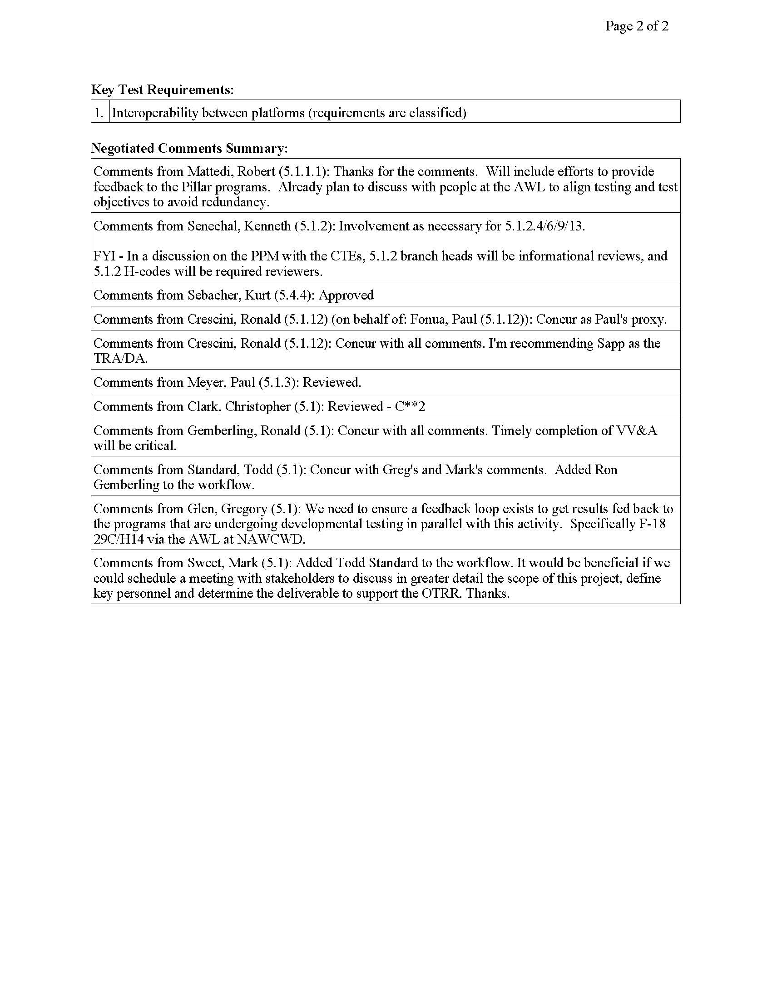 Page 2 of 2
Key Test Requirements:
1. Interoperability between platforms (requirements are classified)
Negotiated Comments Summary:
Comments from Mattedi, Robert (5.1.1.1): Thanks for the comments.  Will include efforts to provide
feedback to the Pillar programs.  Already plan to discuss with people at the AWL to align testing and test
objectives to avoid redundancy.
Comments from Senechal, Kenneth (5.1.2): Involvement as necessary for 5.1.2.4/6/9/13.
FYI - In a discussion on the PPM with the CTEs, 5.1.2 branch heads will be informational reviews, and
5.1.2 H-codes will be required reviewers.
Comments from Sebacher, Kurt (5.4.4): Approved
Comments from Crescini, Ronald (5.1.12) (on behalf of: Fonua, Paul (5.1.12)): Concur as Paul's proxy.
Comments from Crescini, Ronald (5.1.12): Concur with all comments. I'm recommending Sapp as the
TRA/DA.
Comments from Meyer, Paul (5.1.3): Reviewed.
Comments from Clark, Christopher (5.1): Reviewed - C**2
Comments from Gemberling, Ronald (5.1): Concur with all comments. Timely completion of VV&A
will be critical.
Comments from Standard, Todd (5.1): Concur with Greg's and Mark's comments.  Added Ron
Gemberling to the workflow.
Comments from Glen, Gregory (5.1): We need to ensure a feedback loop exists to get results fed back to
the programs that are undergoing developmental testing in parallel with this activity.  Specifically F-18
29C/H14 via the AWL at NAWCWD.
Comments from Sweet, Mark (5.1): Added Todd Standard to the workflow. It would be beneficial if we
could schedule a meeting with stakeholders to discuss in greater detail the scope of this project, define
key personnel and determine the deliverable to support the OTRR. Thanks.